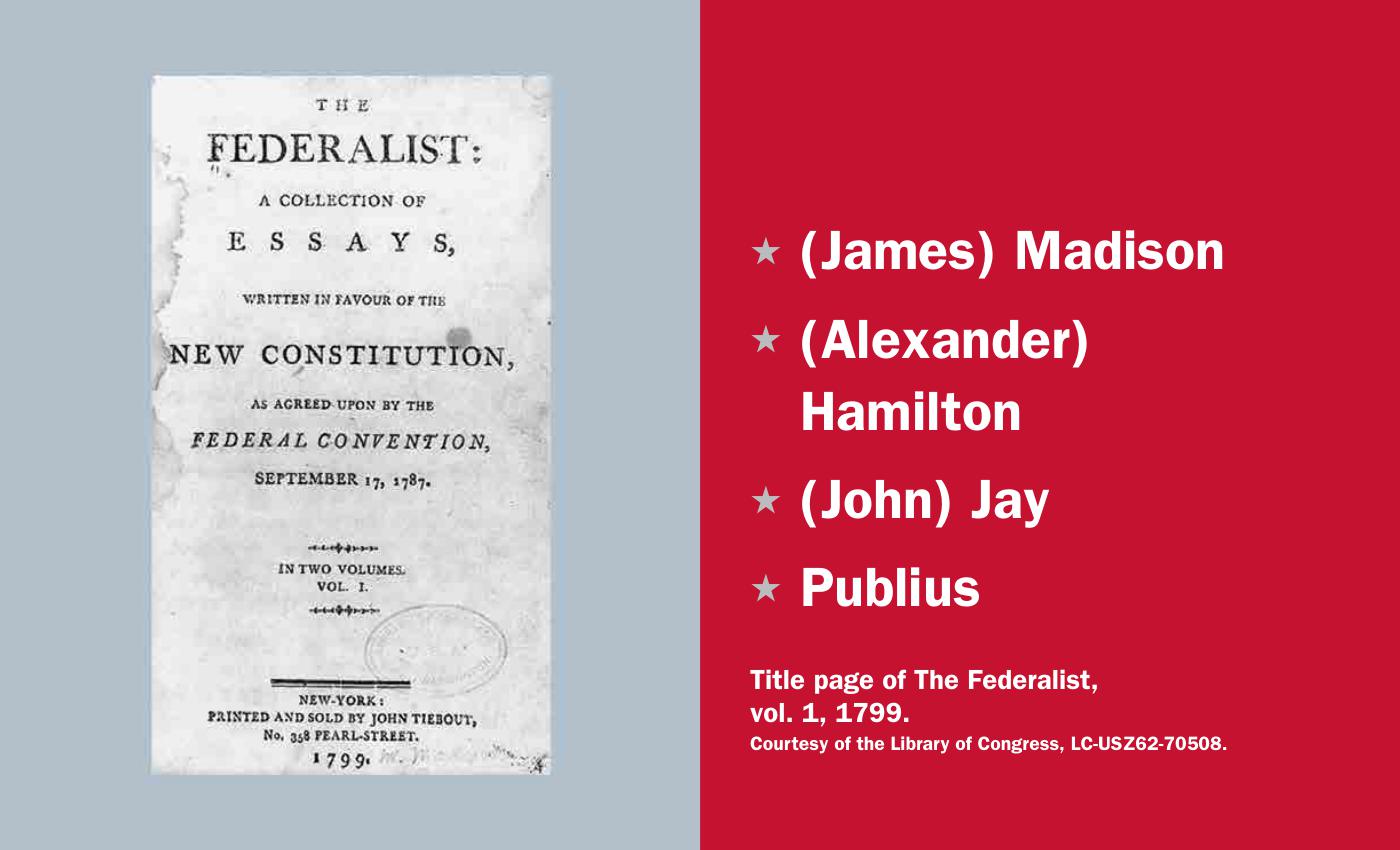 THE
FEDERALIST:
A COLLECTION OF
ESSAYS,
WRITTEN IN FAVOUR OF THE
NEW CONSTITUTION,
AS AGREED UPON BY THE
FEDERAL CONVENTION,
SEPTEMBER 17, 1787.
IN TWO VOLUMES.
VOL. I.
NEW-YORK:
PRINTED AND SOLD BY JOHN TIEBOUT,
No. 358 PEARL-STREET.
1799.
(James) Madison
(Alexander)
Hamilton
(John) Jay
Publius
Title page of The Federalist,
vol. 1, 1799.
Courtesy of the Library of Congress, LC-USZ62-70508.